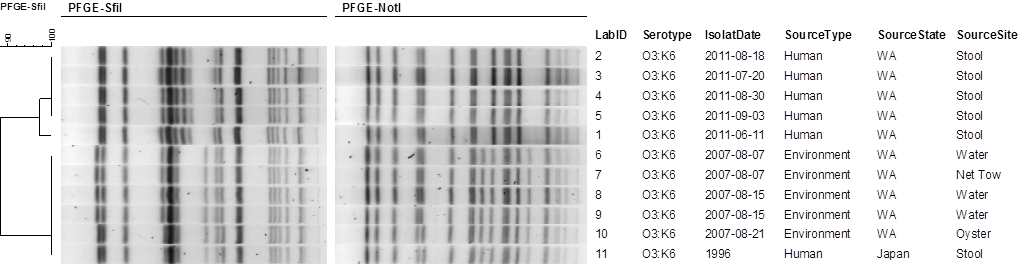 PFGE-SfiI PFGE-SfiI PFGE-NotI
90 100
LabID Serotype IsolatDate SourceType SourceState SourceSite
2 O3:K6 2011-08-18 Human WA Stool
3 O3:K6 2011-07-20 Human WA Stool
4 O3:K6 2011-08-30 Human WA Stool
5 O3:K6 2011-09-03 Human WA Stool
1 O3:K6 2011-06-11 Human WA Stool
6 O3:K6 2007-08-07 Environment WA Water
7 O3:K6 2007-08-07 Environment WA Net Tow
8 O3:K6 2007-08-15 Environment WA Water
9 O3:K6 2007-08-15 Environment WA Water
10 O3:K6 2007-08-21 Environment WA Oyster
11 O3:K6 1996 Human Japan Stool